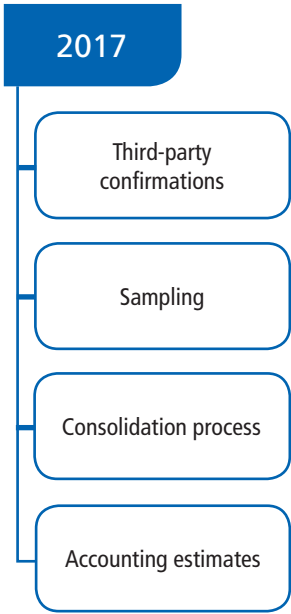 2017
Third-party
confirmations
Sampling
Consolidation process
Accounting estimates